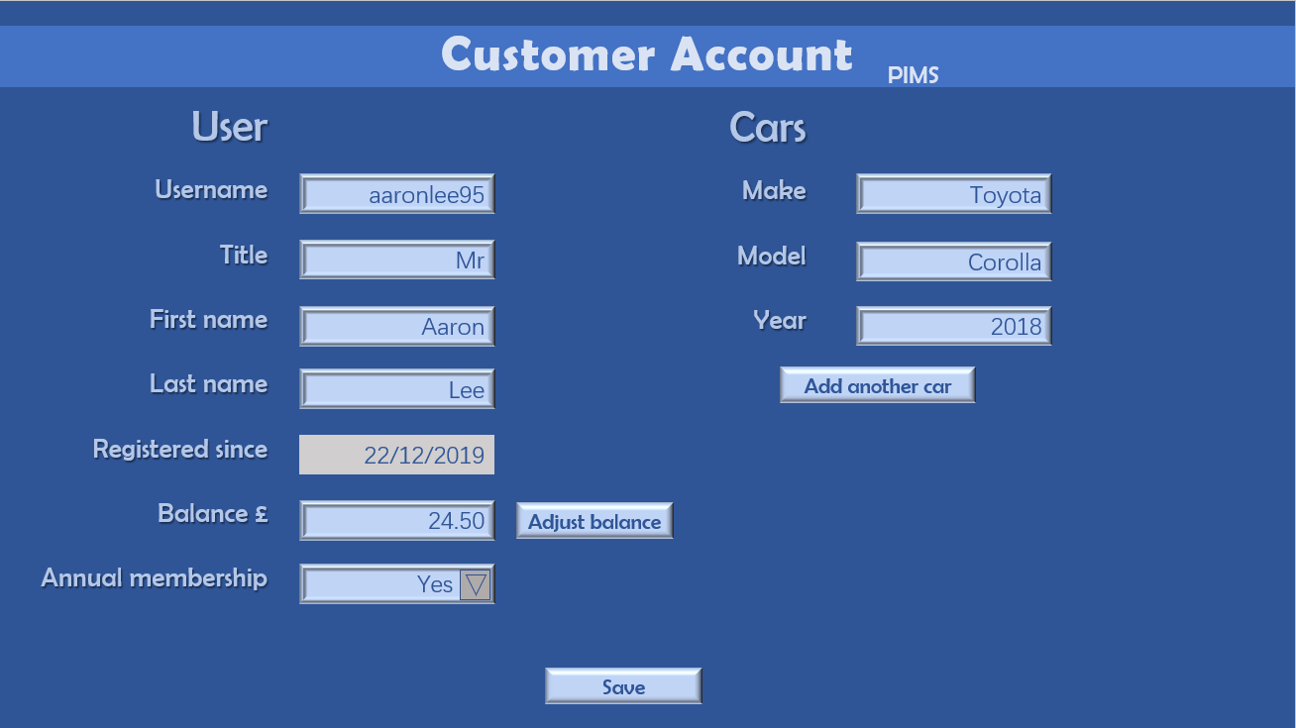 Customer Account PIMS
User
Username aaronlee95
Title Mr
First name Aaron
Last name Lee
Registered since 22/12/2019
Balance £ 24.50 Adjust balance
Annual membership Yes
Cars
Make Toyota
Model Corolla
Year 2018
Add another car
Save